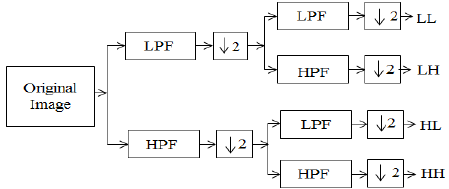 LPF ↓2 LL
LPF ↓2
HPF ↓2 LH
Original
Image
LPF ↓2 HL
HPF ↓2
HPF ↓2 HH